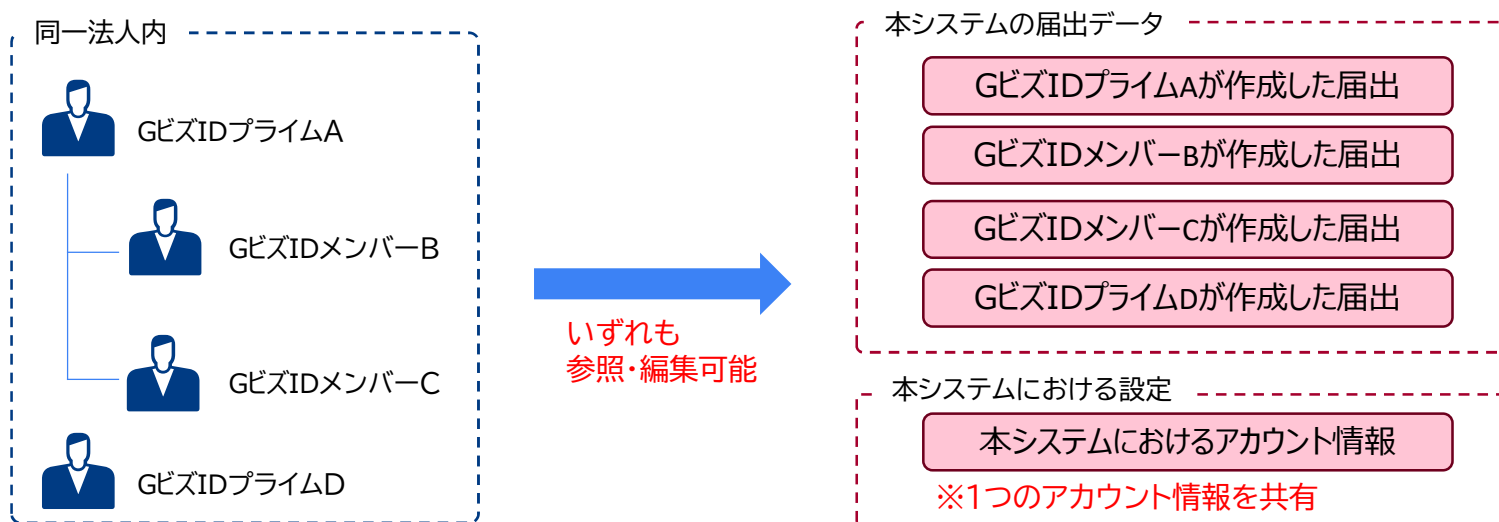 同一法人内
GビズIDプライムA
GビズIDメンバーB
GビズIDメンバーC
GビズIDプライムD
いずれも
参照・編集可能
本システムの届出データ
GビズIDプライムAが作成した届出
GビズIDメンバーBが作成した届出
GビズIDメンバーCが作成した届出
GビズIDプライムDが作成した届出
本システムにおける設定
本システムにおけるアカウント情報
※1つのアカウント情報を共有